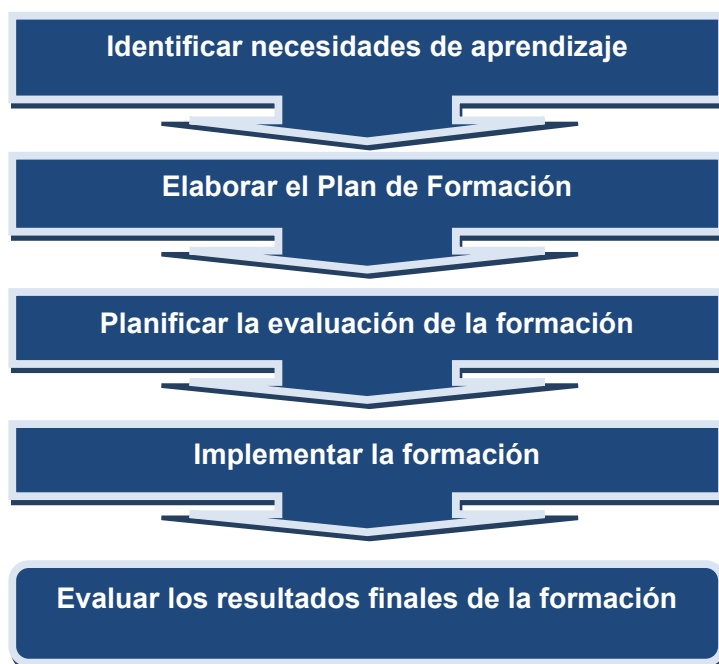 Identificar necesidades de aprendizaje
Elaborar el Plan de Formación
Planificar la evaluación de la formación
Implementar la formación
Evaluar los resultados finales de la formación